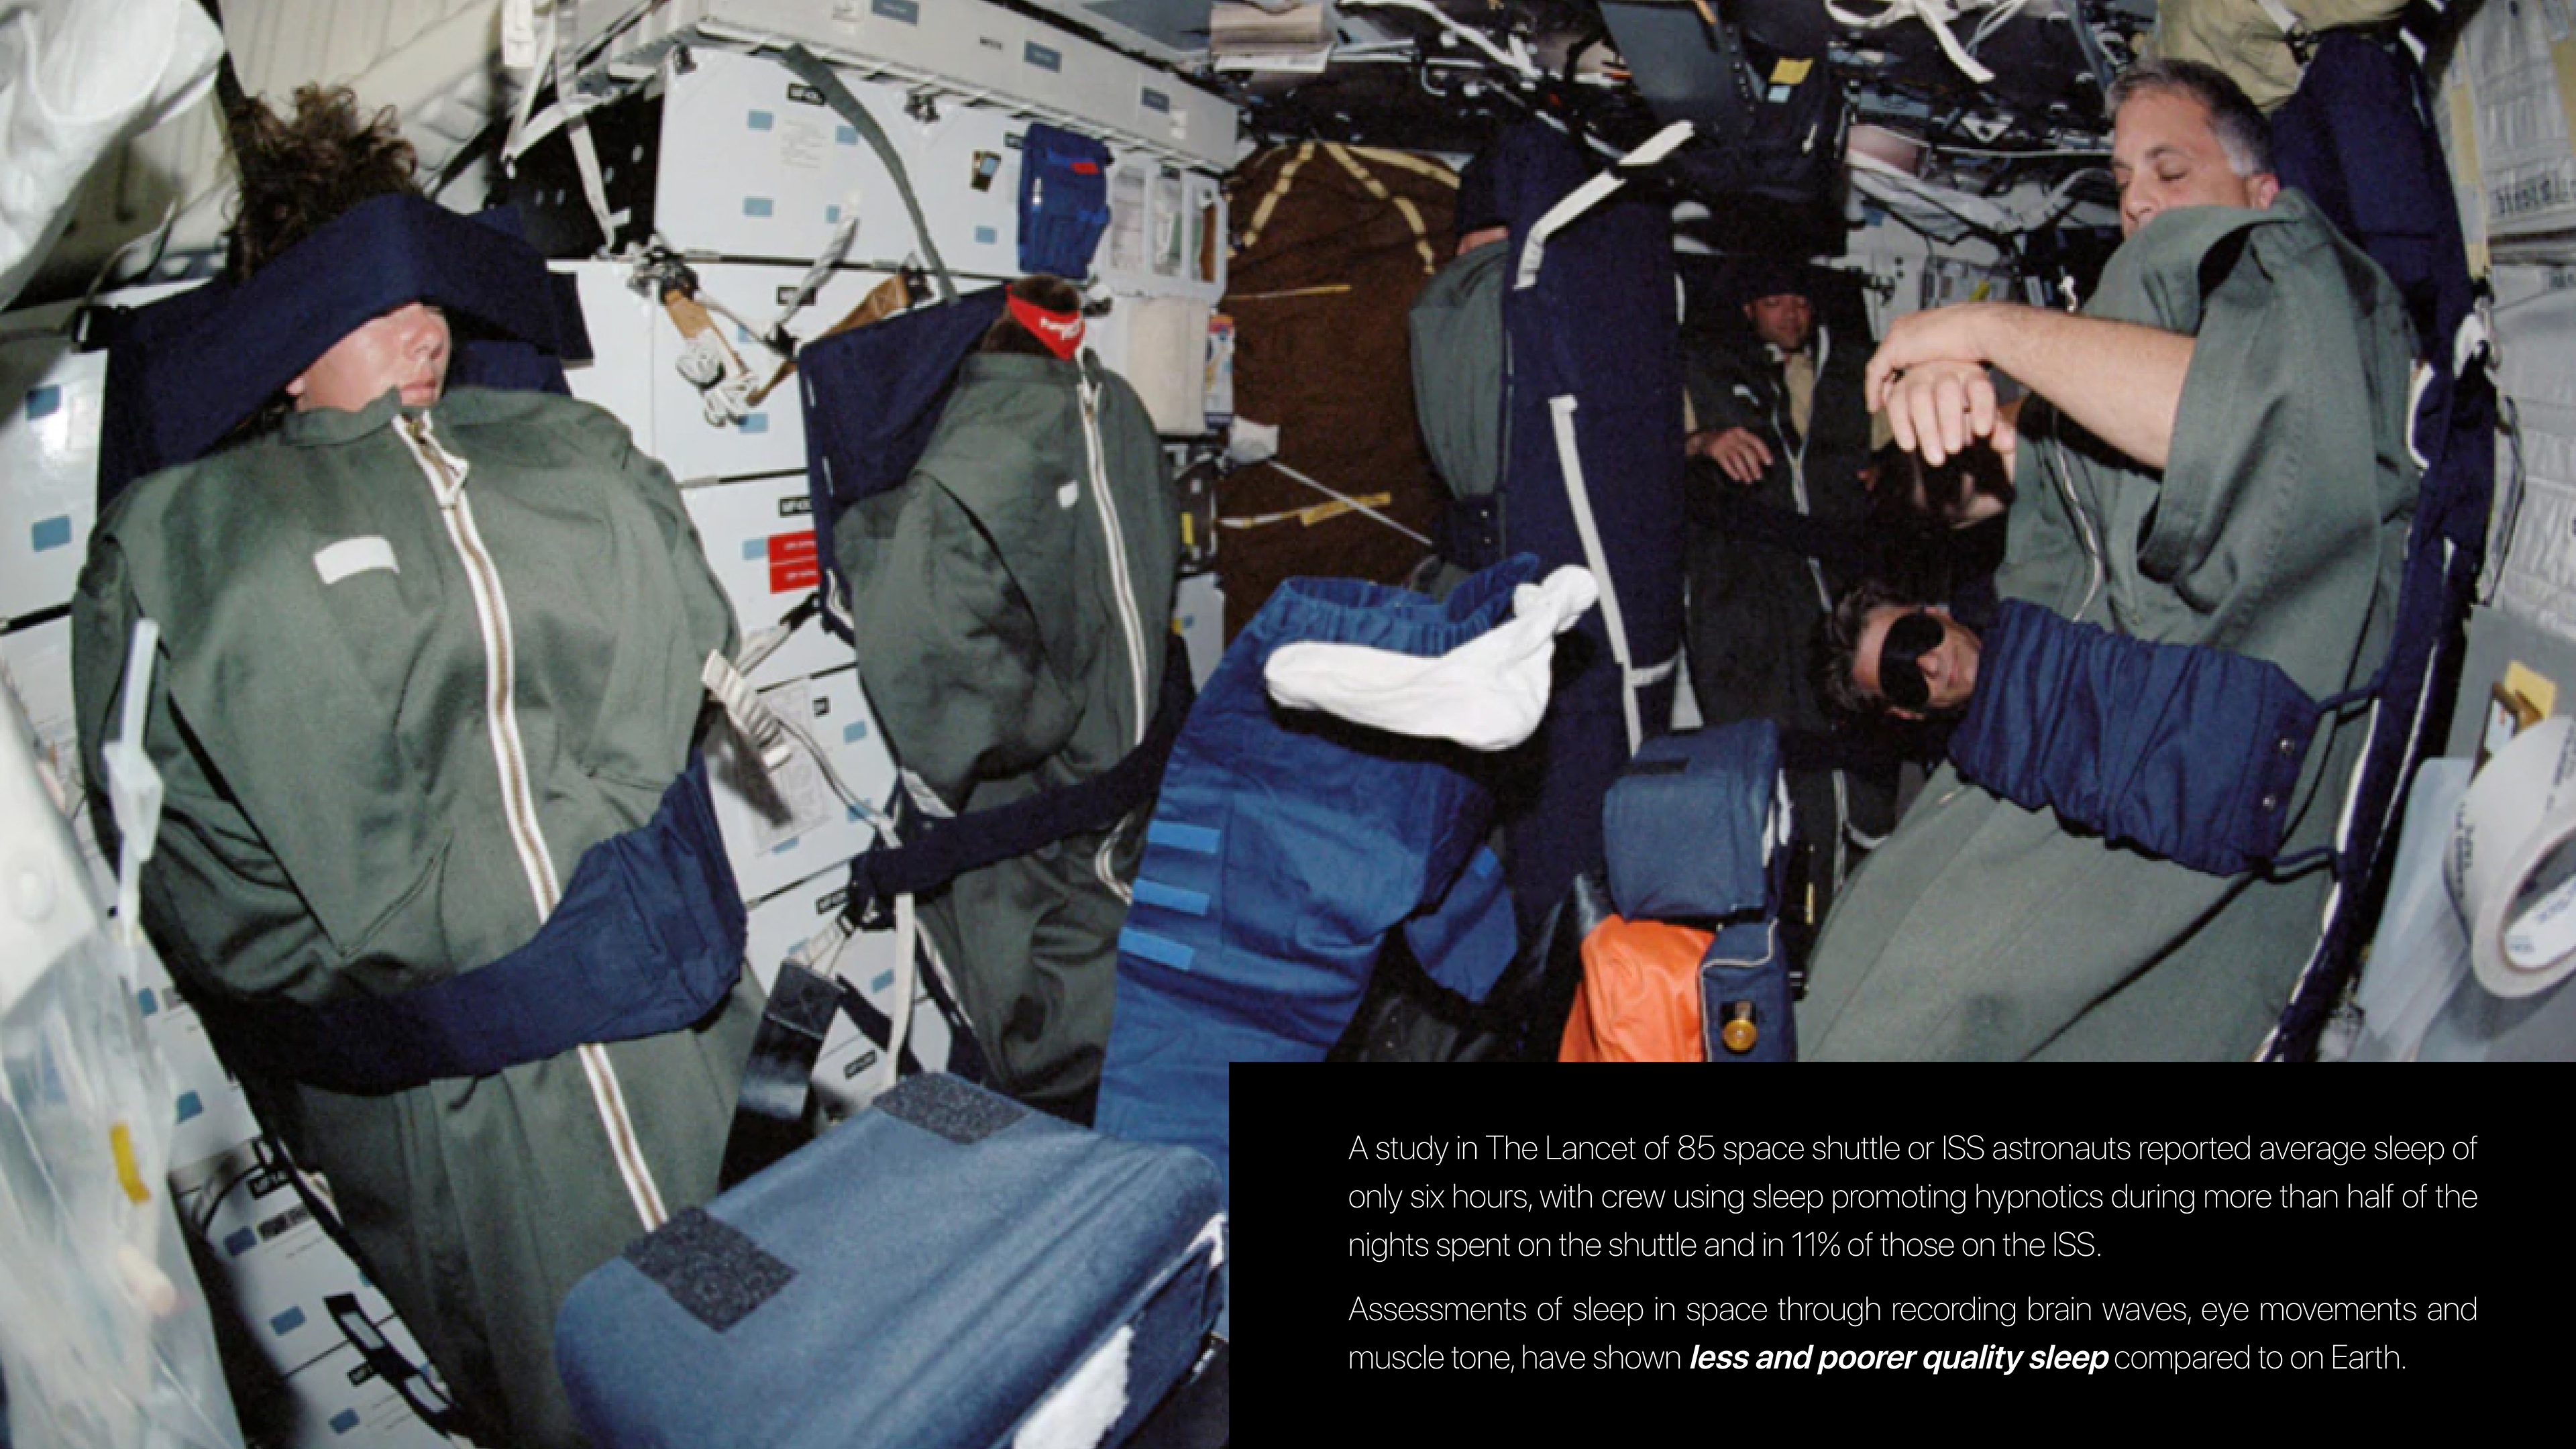 A study in The Lancet of 85 space shuttle or ISS astronauts reported average sleep of
only six hours, with crew using sleep promoting hypnotics during more than half of the
nights spent on the shuttle and in 11% of those on the ISS.
Assessments of sleep in space through recording brain waves, eye movements and
muscle tone, have shown less and poorer quality sleep compared to on Earth.